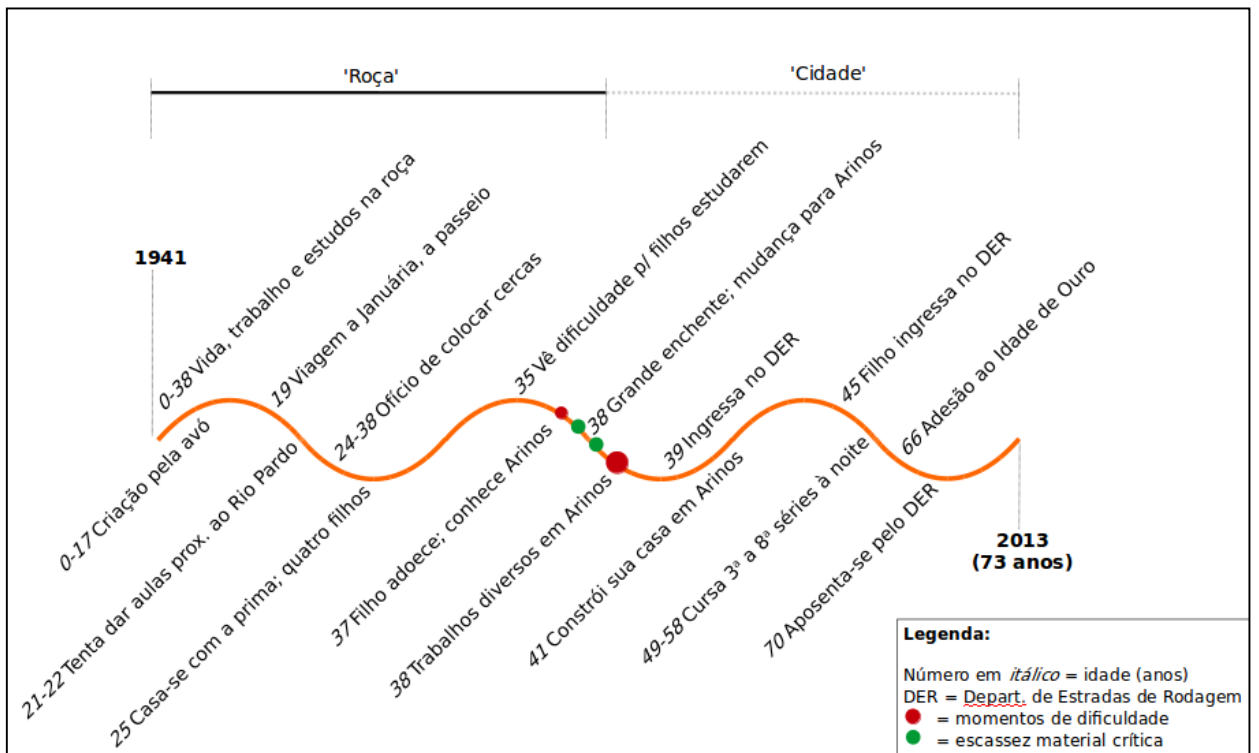 'Roça'
'Cidade'
1941
0-38 Vida, trabalho e estudos na roça
19 Viagem a Januária, a passeio
24-38 Ofício de colocar cercas
35 Vê dificuldade p/ filhos estudarem
38 Grande enchente; mudança para Arinos
39 Ingressa no DER
45 Filho ingressa no DER
66 Adesão ao Idade de Ouro
0-17 Criação pela avó
21-22 Tenta dar aulas prox. ao Rio Pardo
25 Casa-se com a prima; quatro filhos
37 Filho adoece; conhece Arinos
38 Trabalhos diversos em Arinos
41 Constrói sua casa em Arinos
49-58 Cursa 3ª a 8ª séries à noite
70 Aposenta-se pelo DER
2013
(73 anos)
Legenda:
Número em itálico = idade (anos)
DER = Depart. de Estradas de Rodagem
= momentos de dificuldade
= escassez material crítica